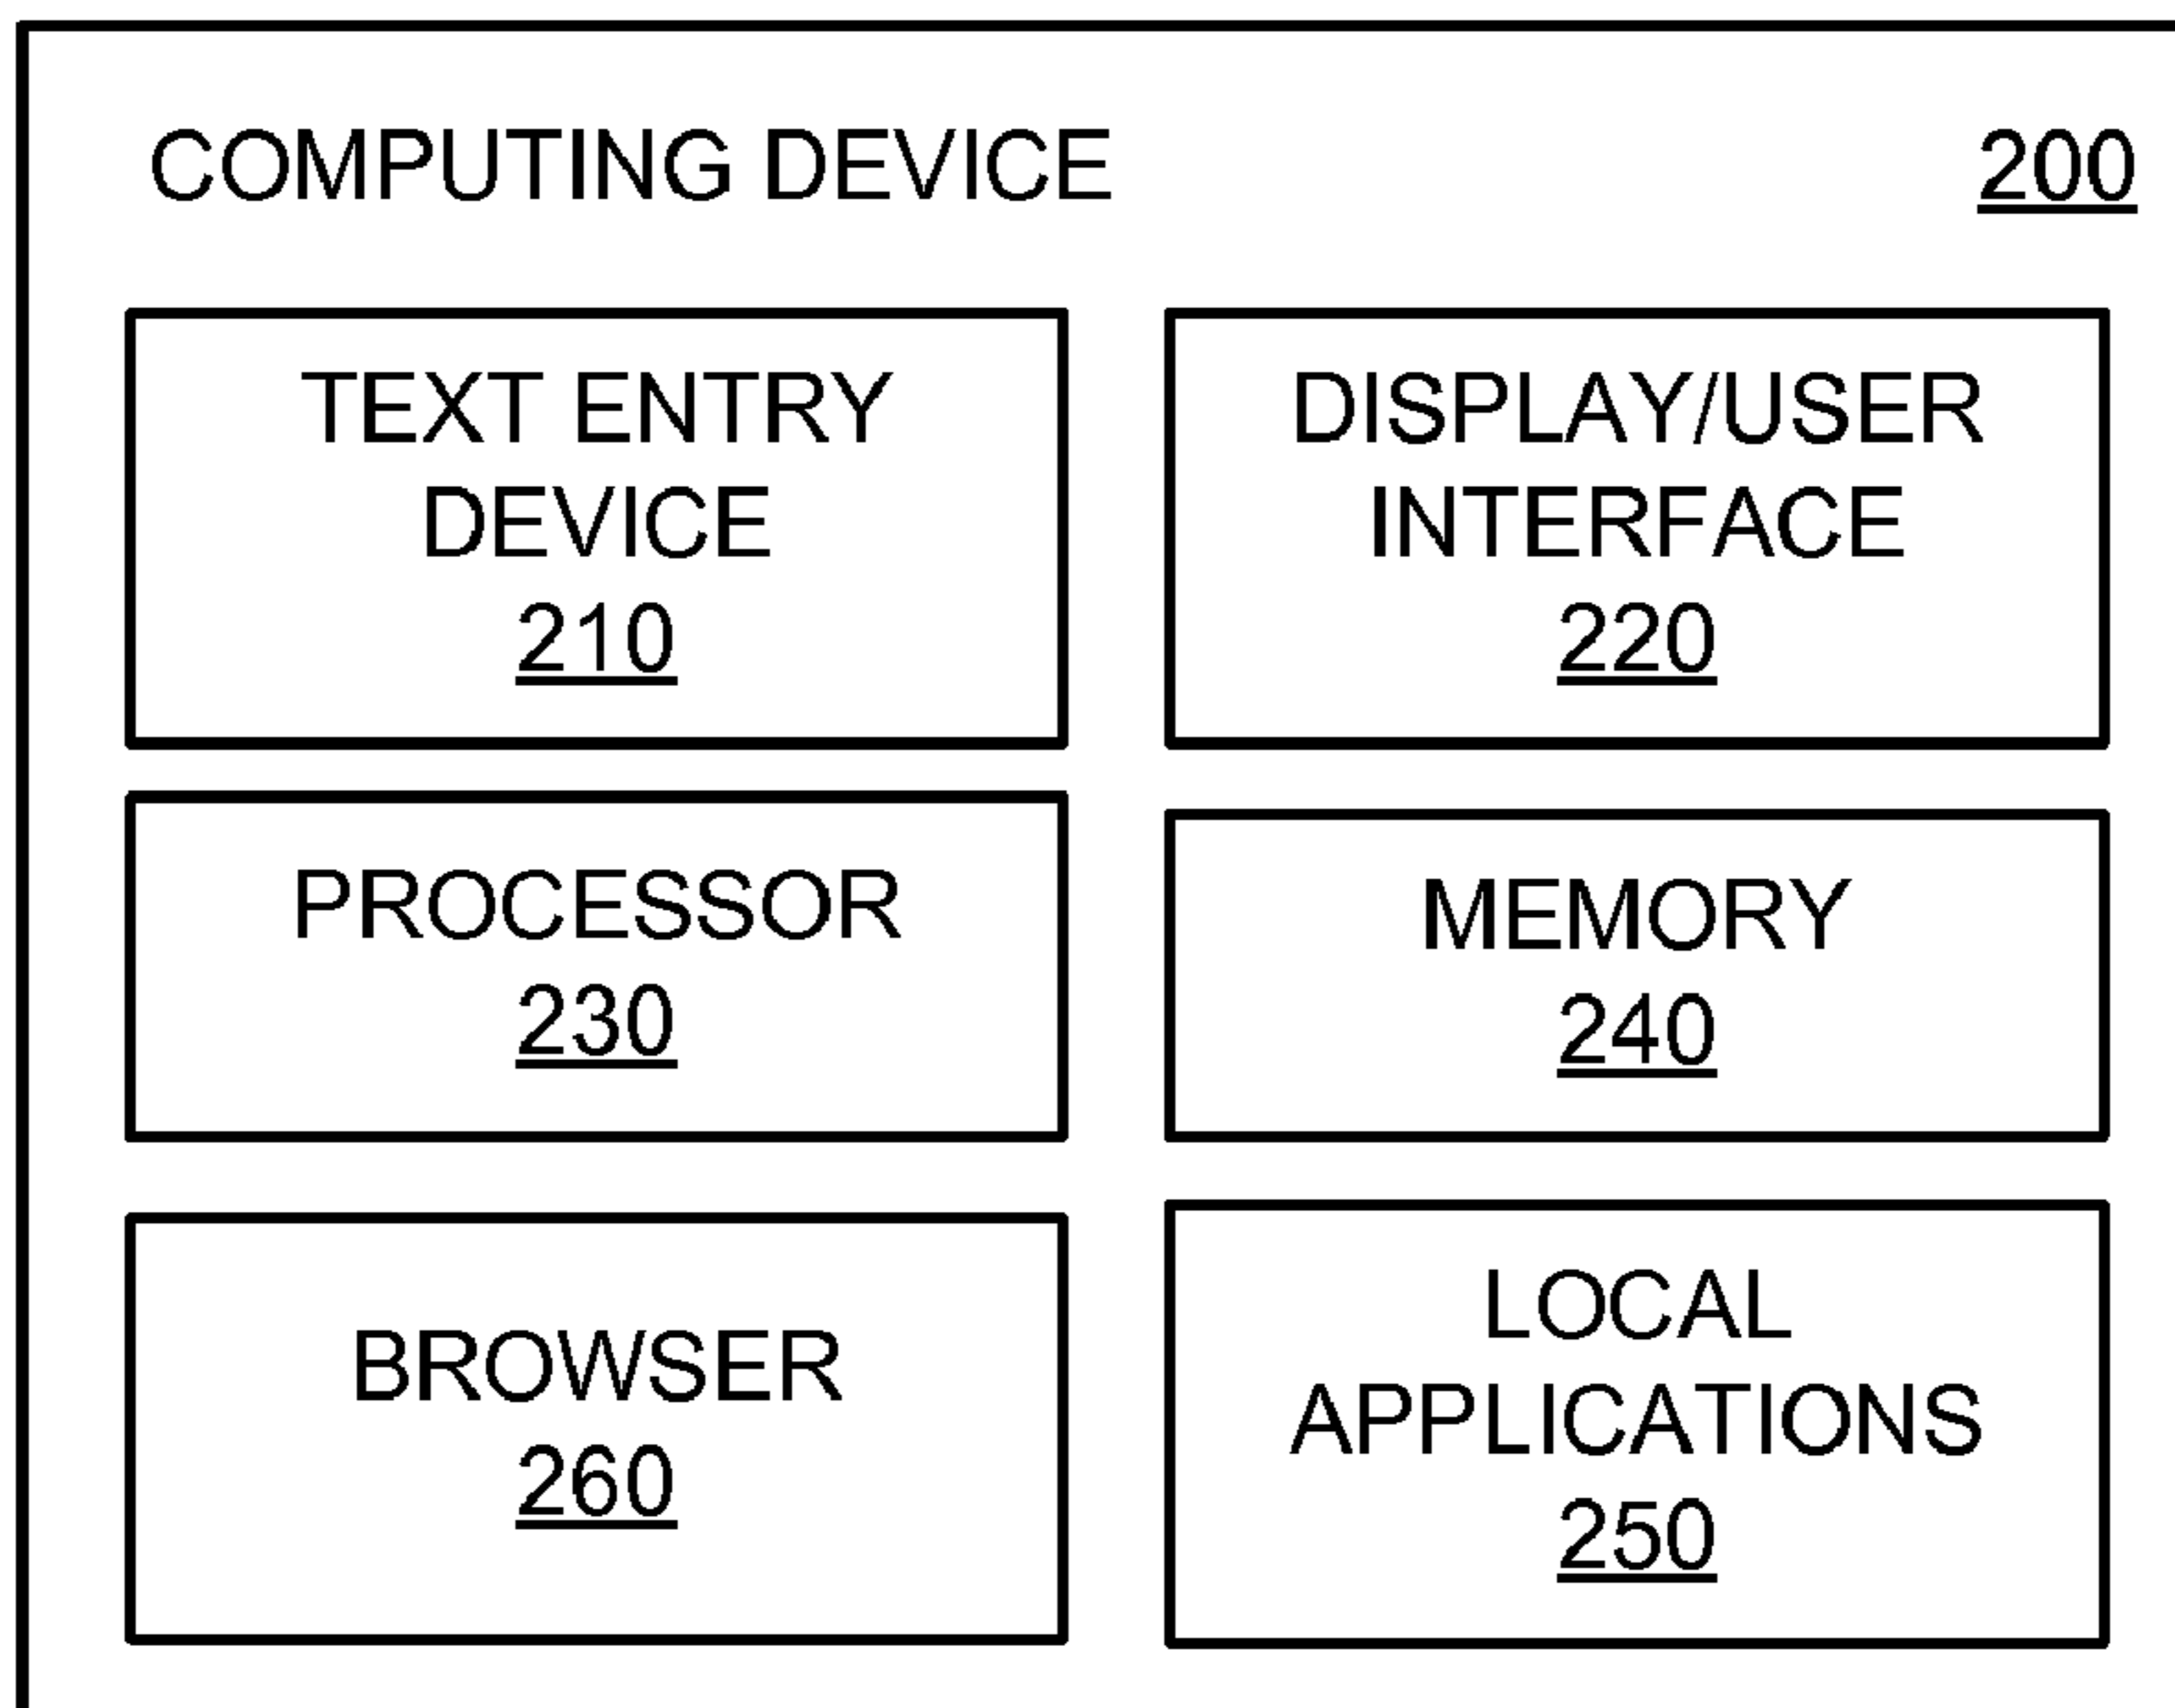 COMPUTING DEVICE 200
TEXT ENTRY
DEVICE
210
DISPLAY/USER
INTERFACE
220
PROCESSOR
230
MEMORY
240
BROWSER
260
LOCAL
APPLICATIONS
250